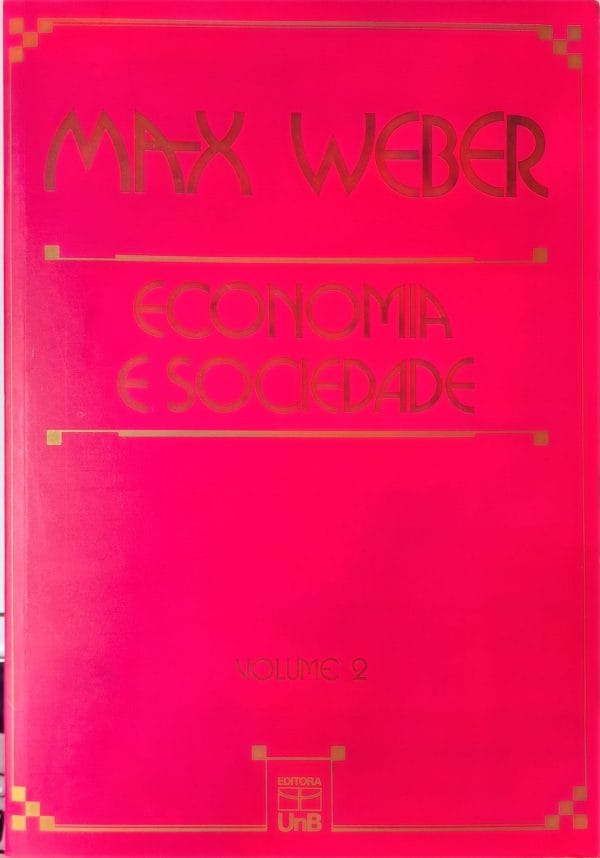 MAX WEBER
ECONOMIA
E SOCIEDADE
VOLUME 2
EDITORA
UnB